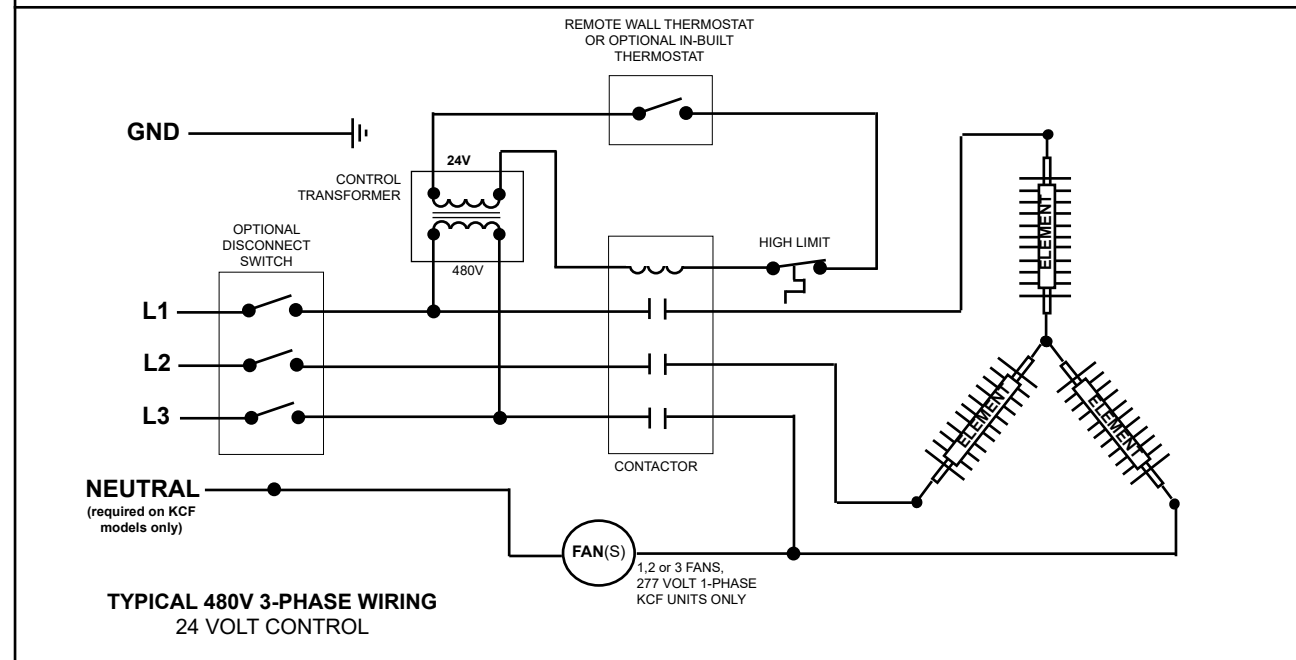 REMOTE WALL THERMOSTAT
OR OPTIONAL IN-BUILT
THERMOSTAT
GND
24V
CONTROL
TRANSFORMER
480V
OPTIONAL
DISCONNECT
SWITCH
HIGH LIMIT
ELEMENT
L1
L2
L3
ELEMENT
ELEMENT
CONTACTOR
NEUTRAL
(required on KCF
models only)
FAN(S)
1,2 or 3 FANS,
277 VOLT 1-PHASE
KCF UNITS ONLY
TYPICAL 480V 3-PHASE WIRING
24 VOLT CONTROL